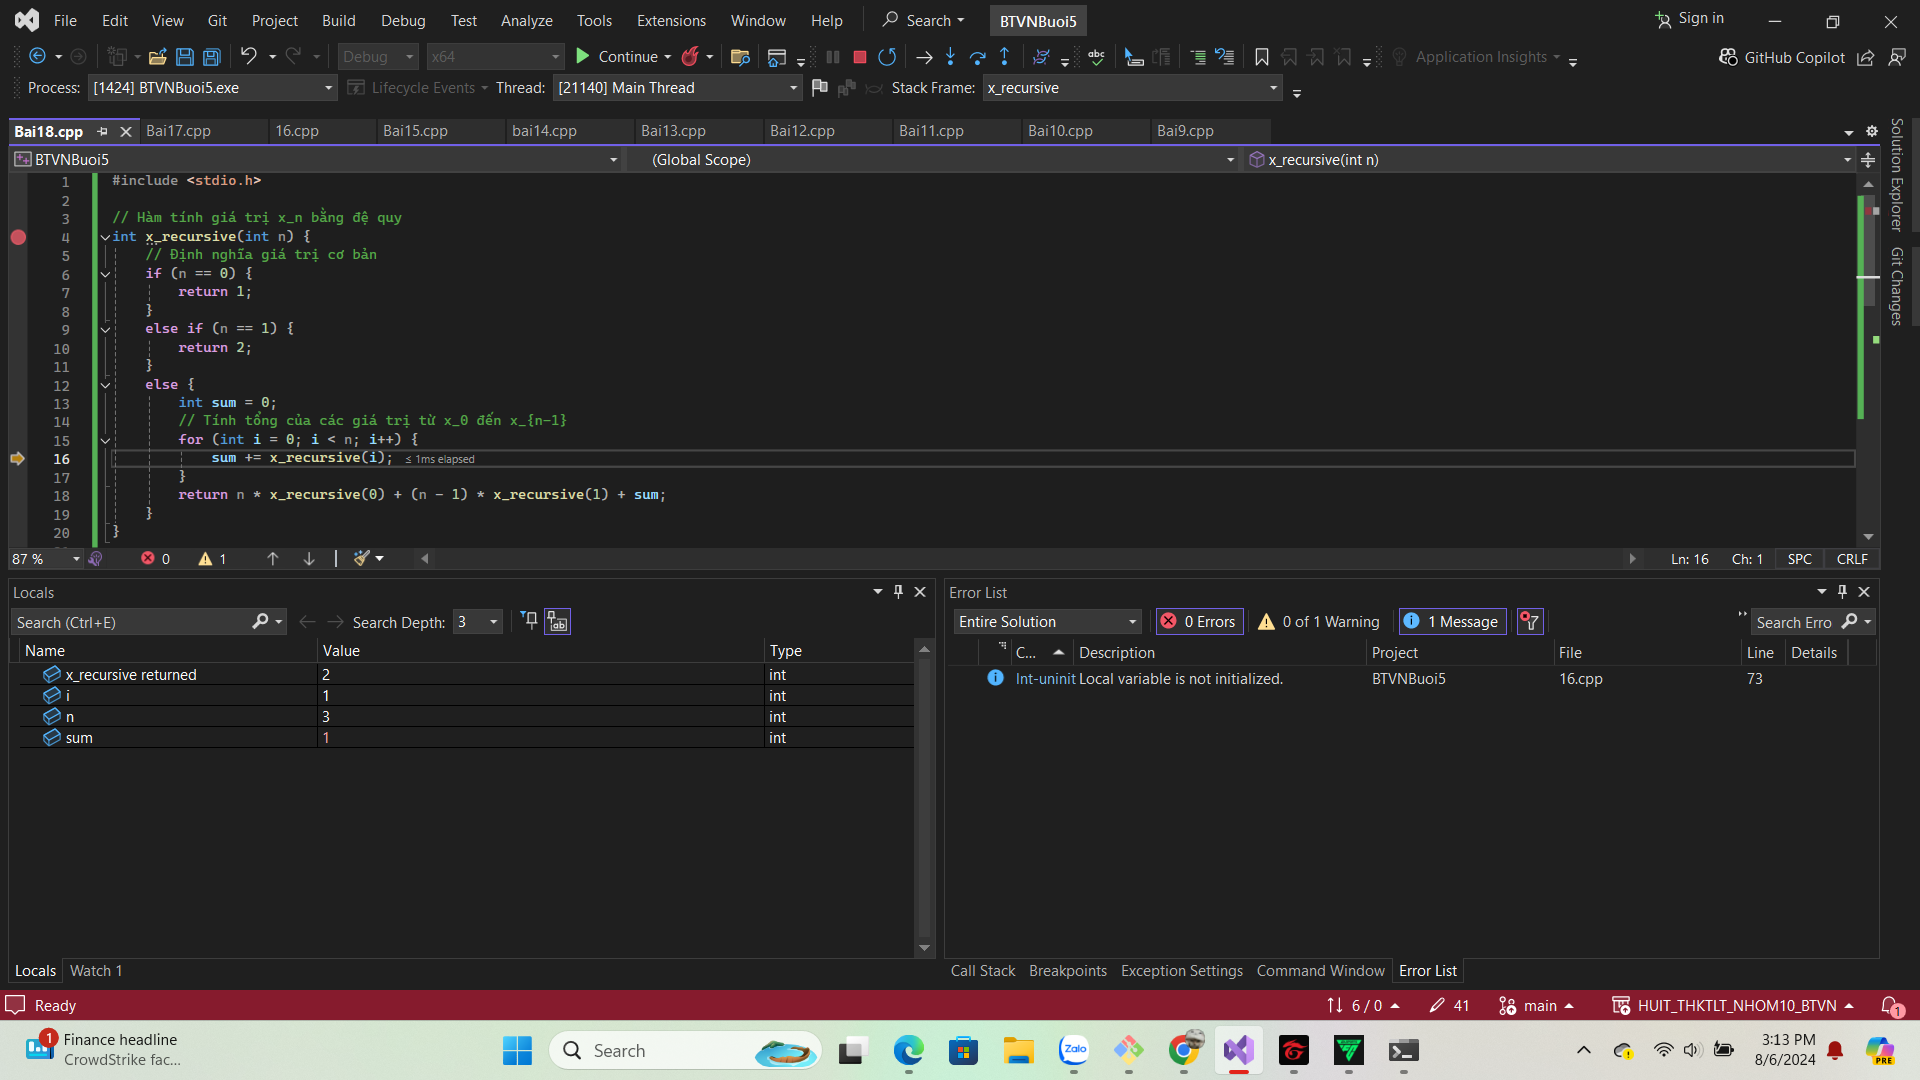 File Edit View Git Project Build Debug Test Analyze Tools Extensions Window Help Search BTVNBuoi5 Sign in
Debug x64 Continue Application Insights GitHub Copilot
Process: [1424] BTVNBuoi5.exe Lifecycle Events Thread: [21140] Main Thread Stack Frame: x_recursive
Bai18.cpp Bai17.cpp 16.cpp Bai15.cpp bai14.cpp Bai13.cpp Bai12.cpp Bai11.cpp Bai10.cpp Bai9.cpp
BTVNBuoi5 (Global Scope) x_recursive(int n)
1 #include <stdio.h>
2
3 // Hàm tính giá trị x_n bằng đệ quy
4 int x_recursive(int n) {
5 // Định nghĩa giá trị cơ bản
6 if (n == 0) {
7 return 1;
8 }
9 else if (n == 1) {
10 return 2;
11 }
12 else {
13 int sum = 0;
14 // Tính tổng của các giá trị từ x_0 đến x_{n-1}
15 for (int i = 0; i < n; i++) {
16 sum += x_recursive(i); ≤ 1ms elapsed
17 }
18 return n * x_recursive(0) + (n - 1) * x_recursive(1) + sum;
19 }
20 }
Solution Explorer
Git Changes
87 % 0 1 Ln: 16 Ch: 1 SPC CRLF
Locals
Search (Ctrl+E) Search Depth: 3
Name Value Type
x_recursive returned 2 int
i 1 int
n 3 int
sum 1 int
Locals Watch 1
Error List
Entire Solution 0 Errors 0 of 1 Warning 1 Message Search Erro
C... Description Project File Line Details
Int-uninit Local variable is not initialized. BTVNBuoi5 16.cpp 73
Call Stack Breakpoints Exception Settings Command Window Error List
Ready 6 / 0 41 main HUIT_THKTLT_NHOM10_BTVN 1
1 Finance headline
CrowdStrike fac...
Search
Zalo
PRE
3:13 PM
8/6/2024